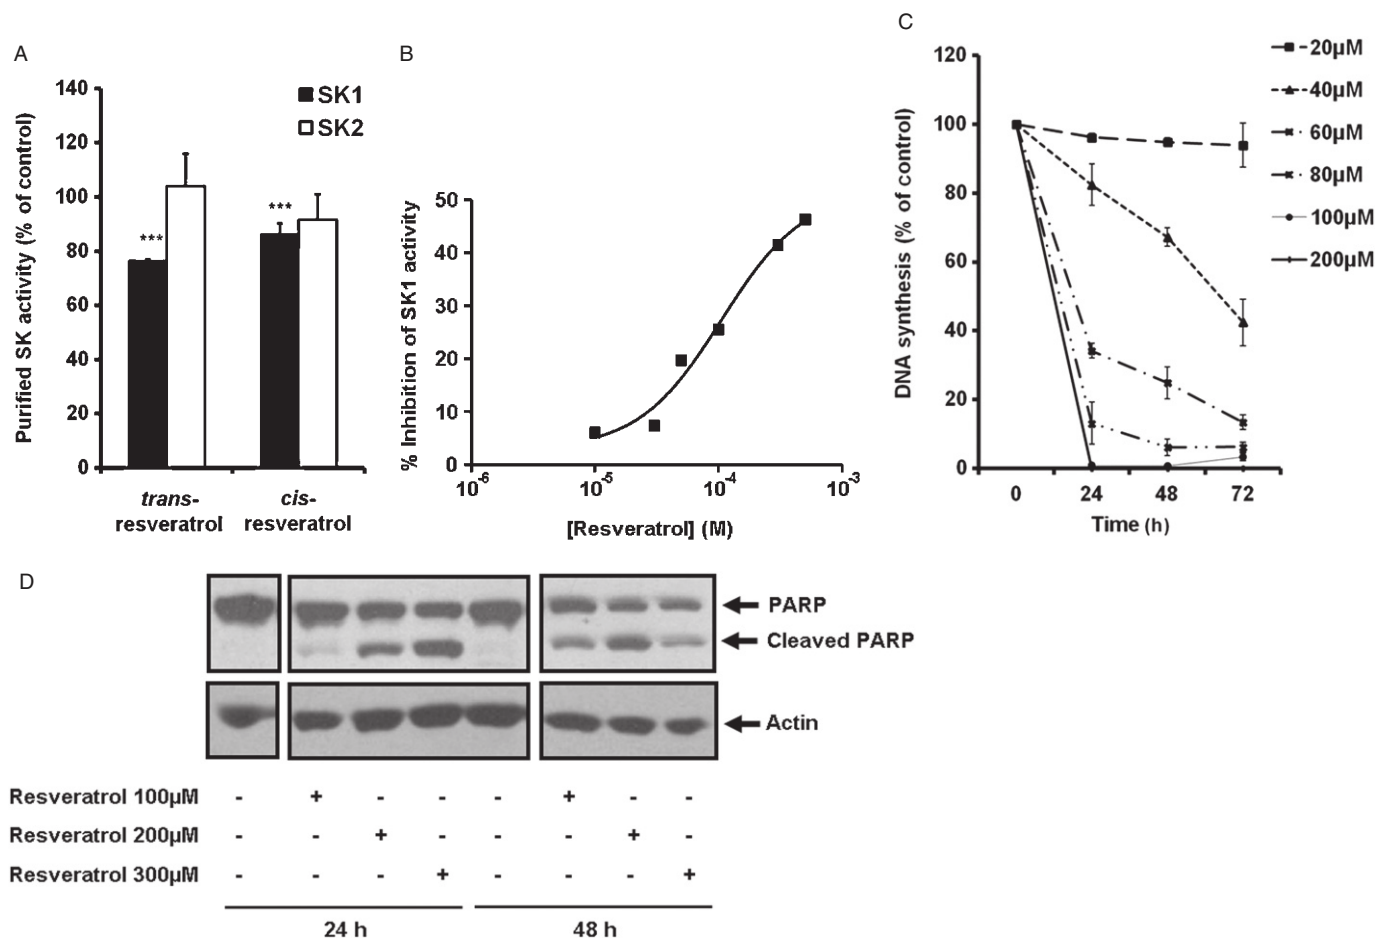 A
Purified SK activity (% of control)
140
120
100
80
60
40
20
0
SK1
SK2
***
***
trans-
resveratrol
cis-
resveratrol
B
% Inhibition of SK1 activity
50
40
30
20
10
0
10-6
10-5
10-4
10-3
[Resveratrol] (M)
C
DNA synthesis (% of control)
120
100
80
60
40
20
0
0 24 48 72
Time (h)
20µM
40µM
60µM
80µM
100µM
200µM
D
PARP
Cleaved PARP
Actin
Resveratrol 100µM - + - - - + - -
Resveratrol 200µM - - + - - - + -
Resveratrol 300µM - - - + - - - +
24 h 48 h